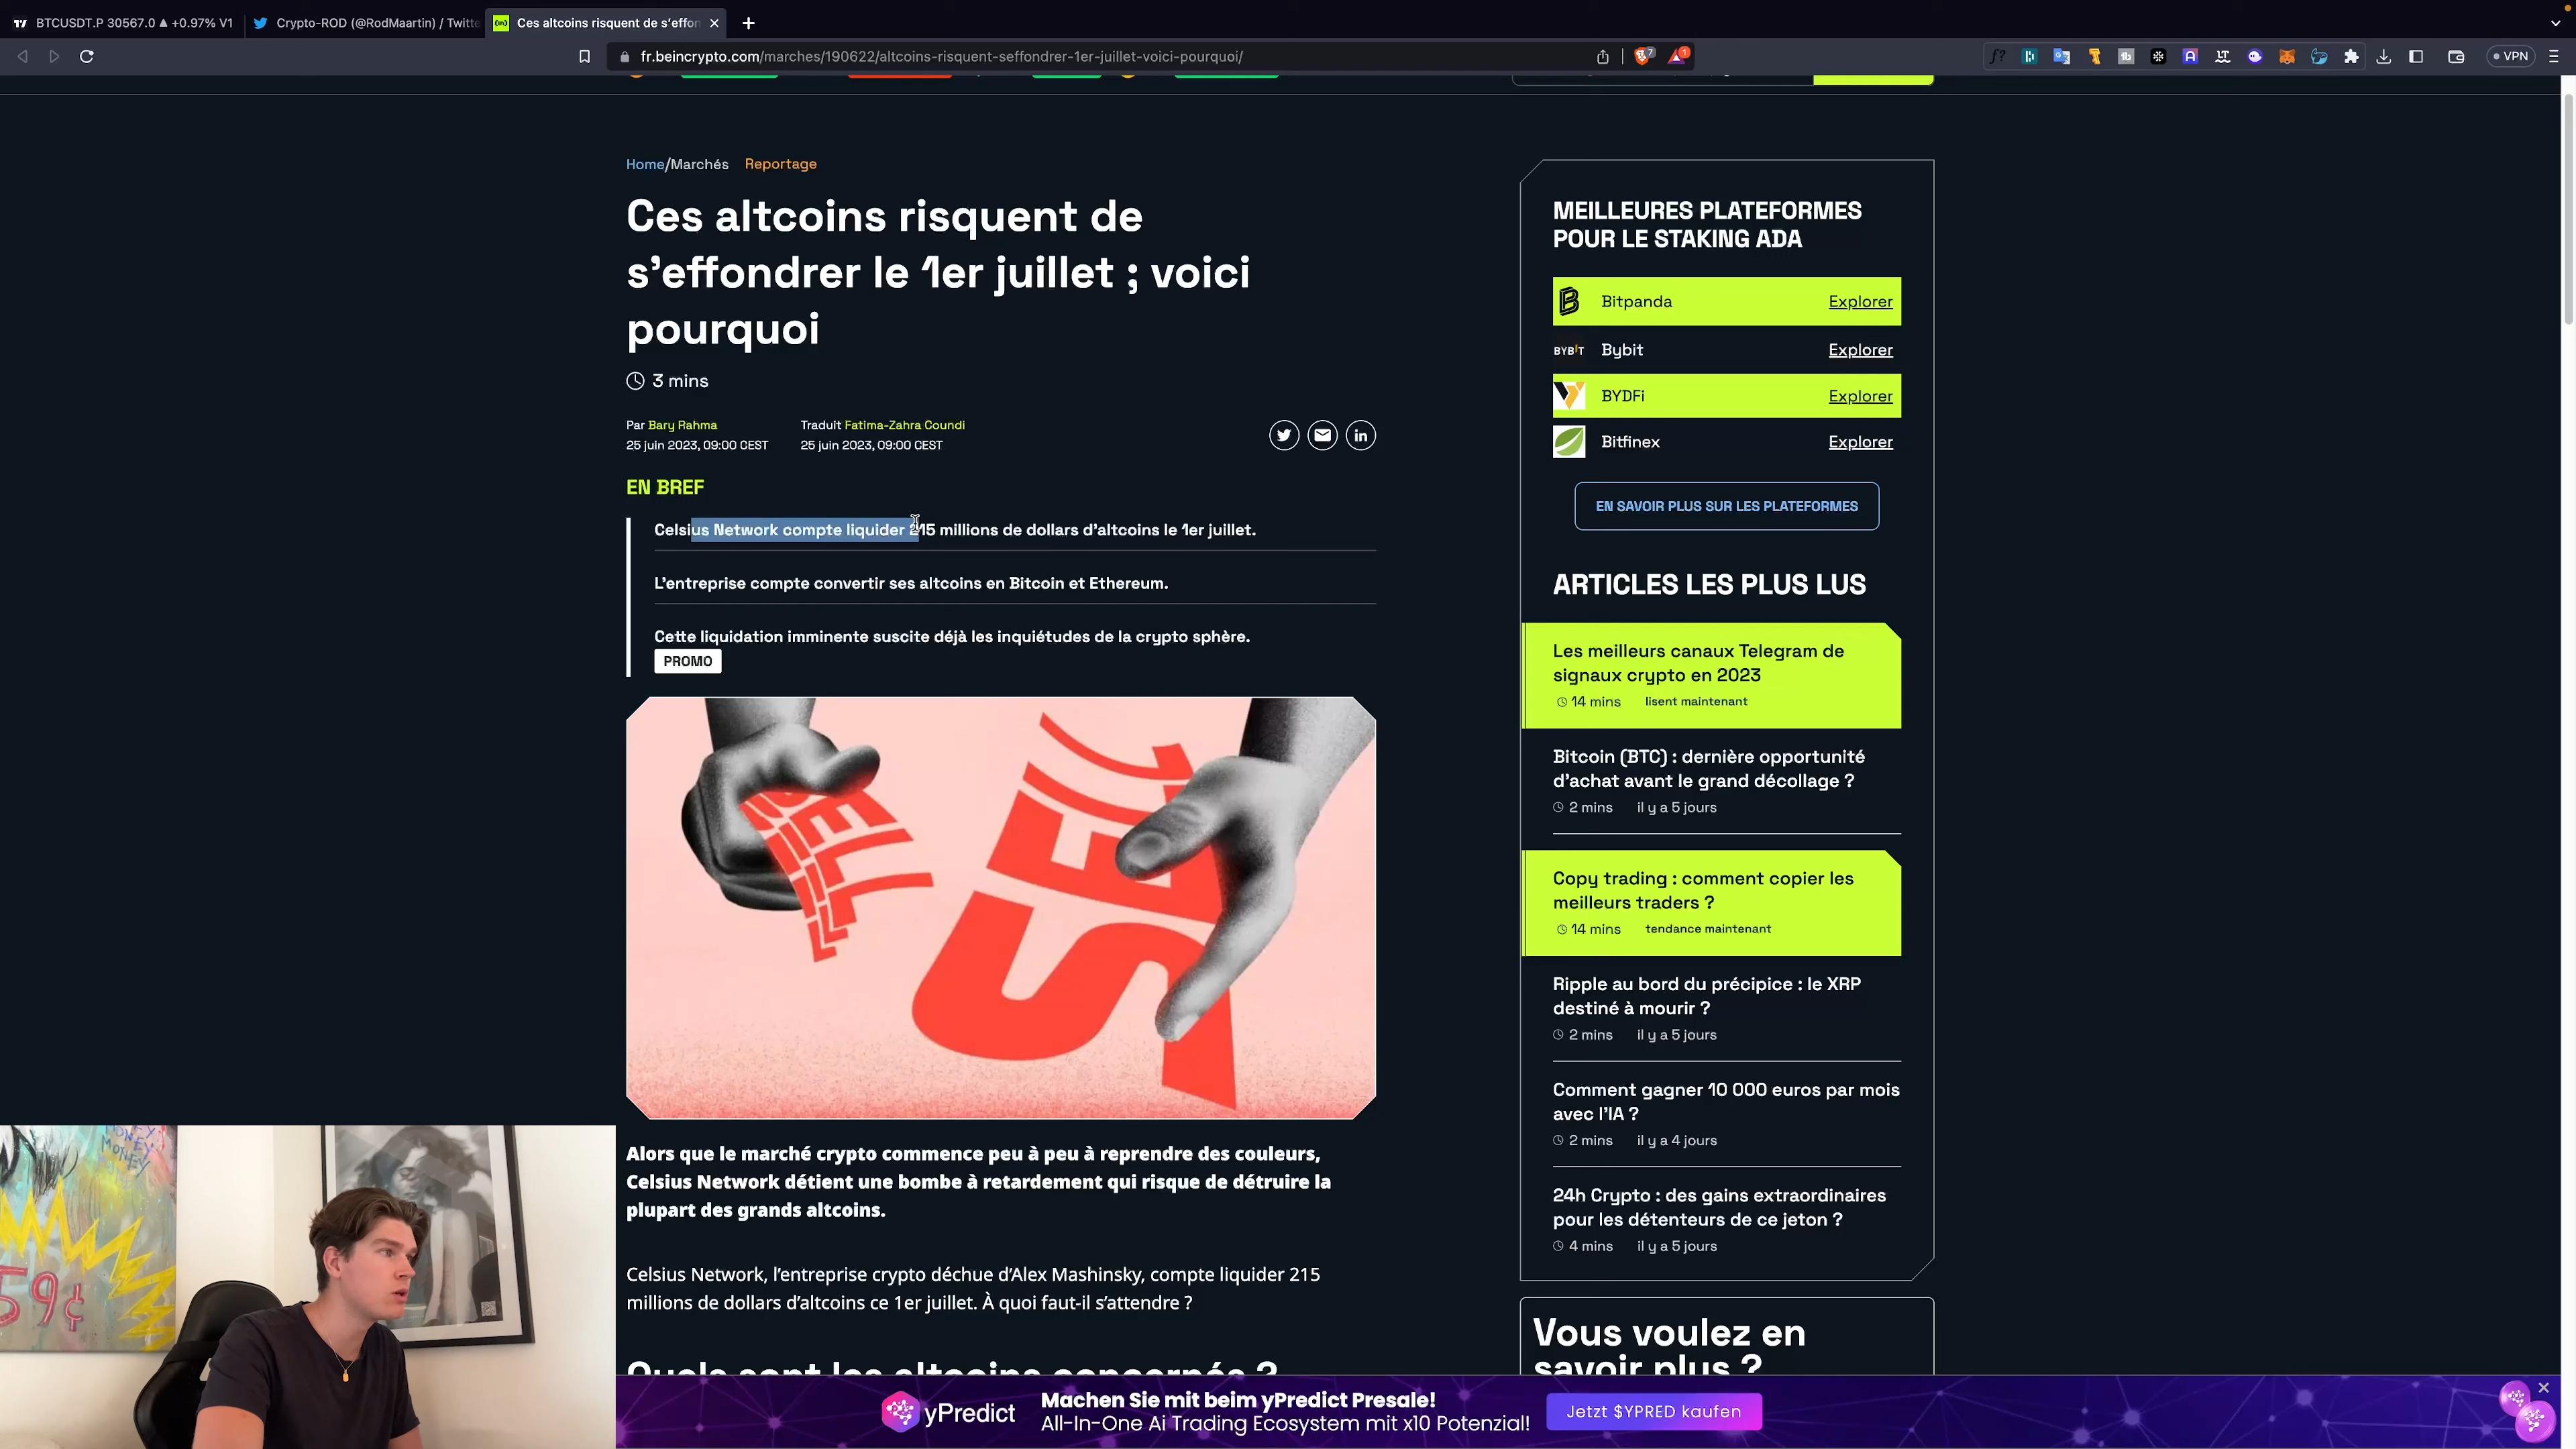 BTCUSDT.P 30567.0 ▲ +0.97% V1
Crypto-ROD (@RodMaartin) / Twitte
Ces altcoins risquent de s'effon
fr.beincrypto.com/marches/190622/altcoins-risquent-seffondrer-1er-juillet-voici-pourquoi/
7
1
VPN
Home/Marchés Reportage
Ces altcoins risquent de
s'effondrer le 1er juillet ; voici
pourquoi
3 mins
Par Bary Rahma
25 juin 2023, 09:00 CEST
Traduit Fatima-Zahra Coundi
25 juin 2023, 09:00 CEST
EN BREF
Celsius Network compte liquider 215 millions de dollars d'altcoins le 1er juillet.
L'entreprise compte convertir ses altcoins en Bitcoin et Ethereum.
Cette liquidation imminente suscite déjà les inquiétudes de la crypto sphère.
PROMO
SELL
Alors que le marché crypto commence peu à peu à reprendre des couleurs,
Celsius Network détient une bombe à retardement qui risque de détruire la
plupart des grands altcoins.
Celsius Network, l'entreprise crypto déchue d'Alex Mashinsky, compte liquider 215
millions de dollars d'altcoins ce 1er juillet. À quoi faut-il s'attendre ?
Quels sont les altcoins concernés ?
MEILLEURES PLATEFORMES
POUR LE STAKING ADA
Bitpanda Explorer
BYBIT Bybit Explorer
BYDFi Explorer
Bitfinex Explorer
EN SAVOIR PLUS SUR LES PLATEFORMES
ARTICLES LES PLUS LUS
Les meilleurs canaux Telegram de
signaux crypto en 2023
14 mins lisent maintenant
Bitcoin (BTC) : dernière opportunité
d'achat avant le grand décollage ?
2 mins il y a 5 jours
Copy trading : comment copier les
meilleurs traders ?
14 mins tendance maintenant
Ripple au bord du précipice : le XRP
destiné à mourir ?
2 mins il y a 5 jours
Comment gagner 10 000 euros par mois
avec l'IA ?
2 mins il y a 4 jours
24h Crypto : des gains extraordinaires
pour les détenteurs de ce jeton ?
4 mins il y a 5 jours
Vous voulez en
savoir plus ?
MONEY
MONEY
59¢
yPredict
Machen Sie mit beim yPredict Presale!
All-In-One Ai Trading Ecosystem mit x10 Potenzial!
Jetzt $YPRED kaufen